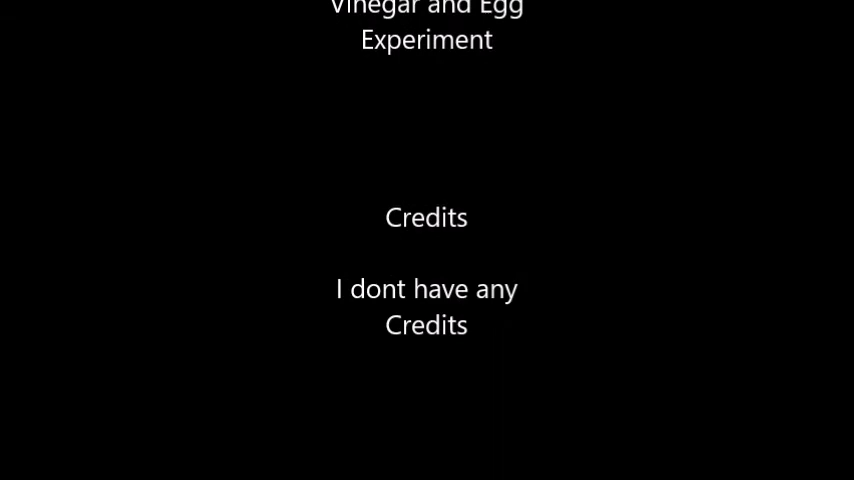 Vinegar and Egg
Experiment
Credits
I dont have any
Credits